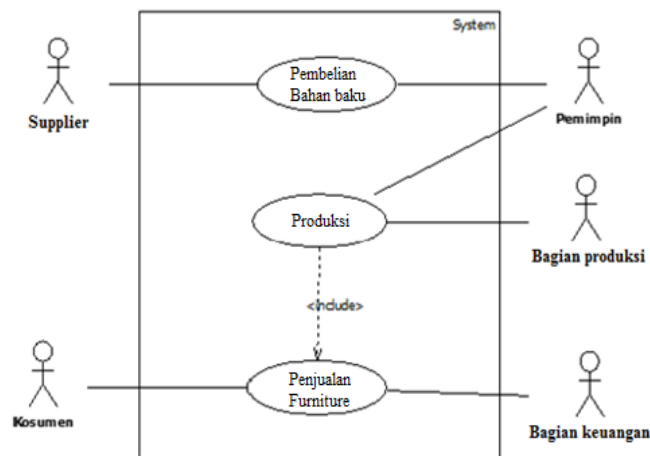 System
Pembelian
Bahan baku
Supplier
Pemimpin
Produksi
Bagian produksi
<include>
Penjualan
Furniture
Kosumen
Bagian keuangan